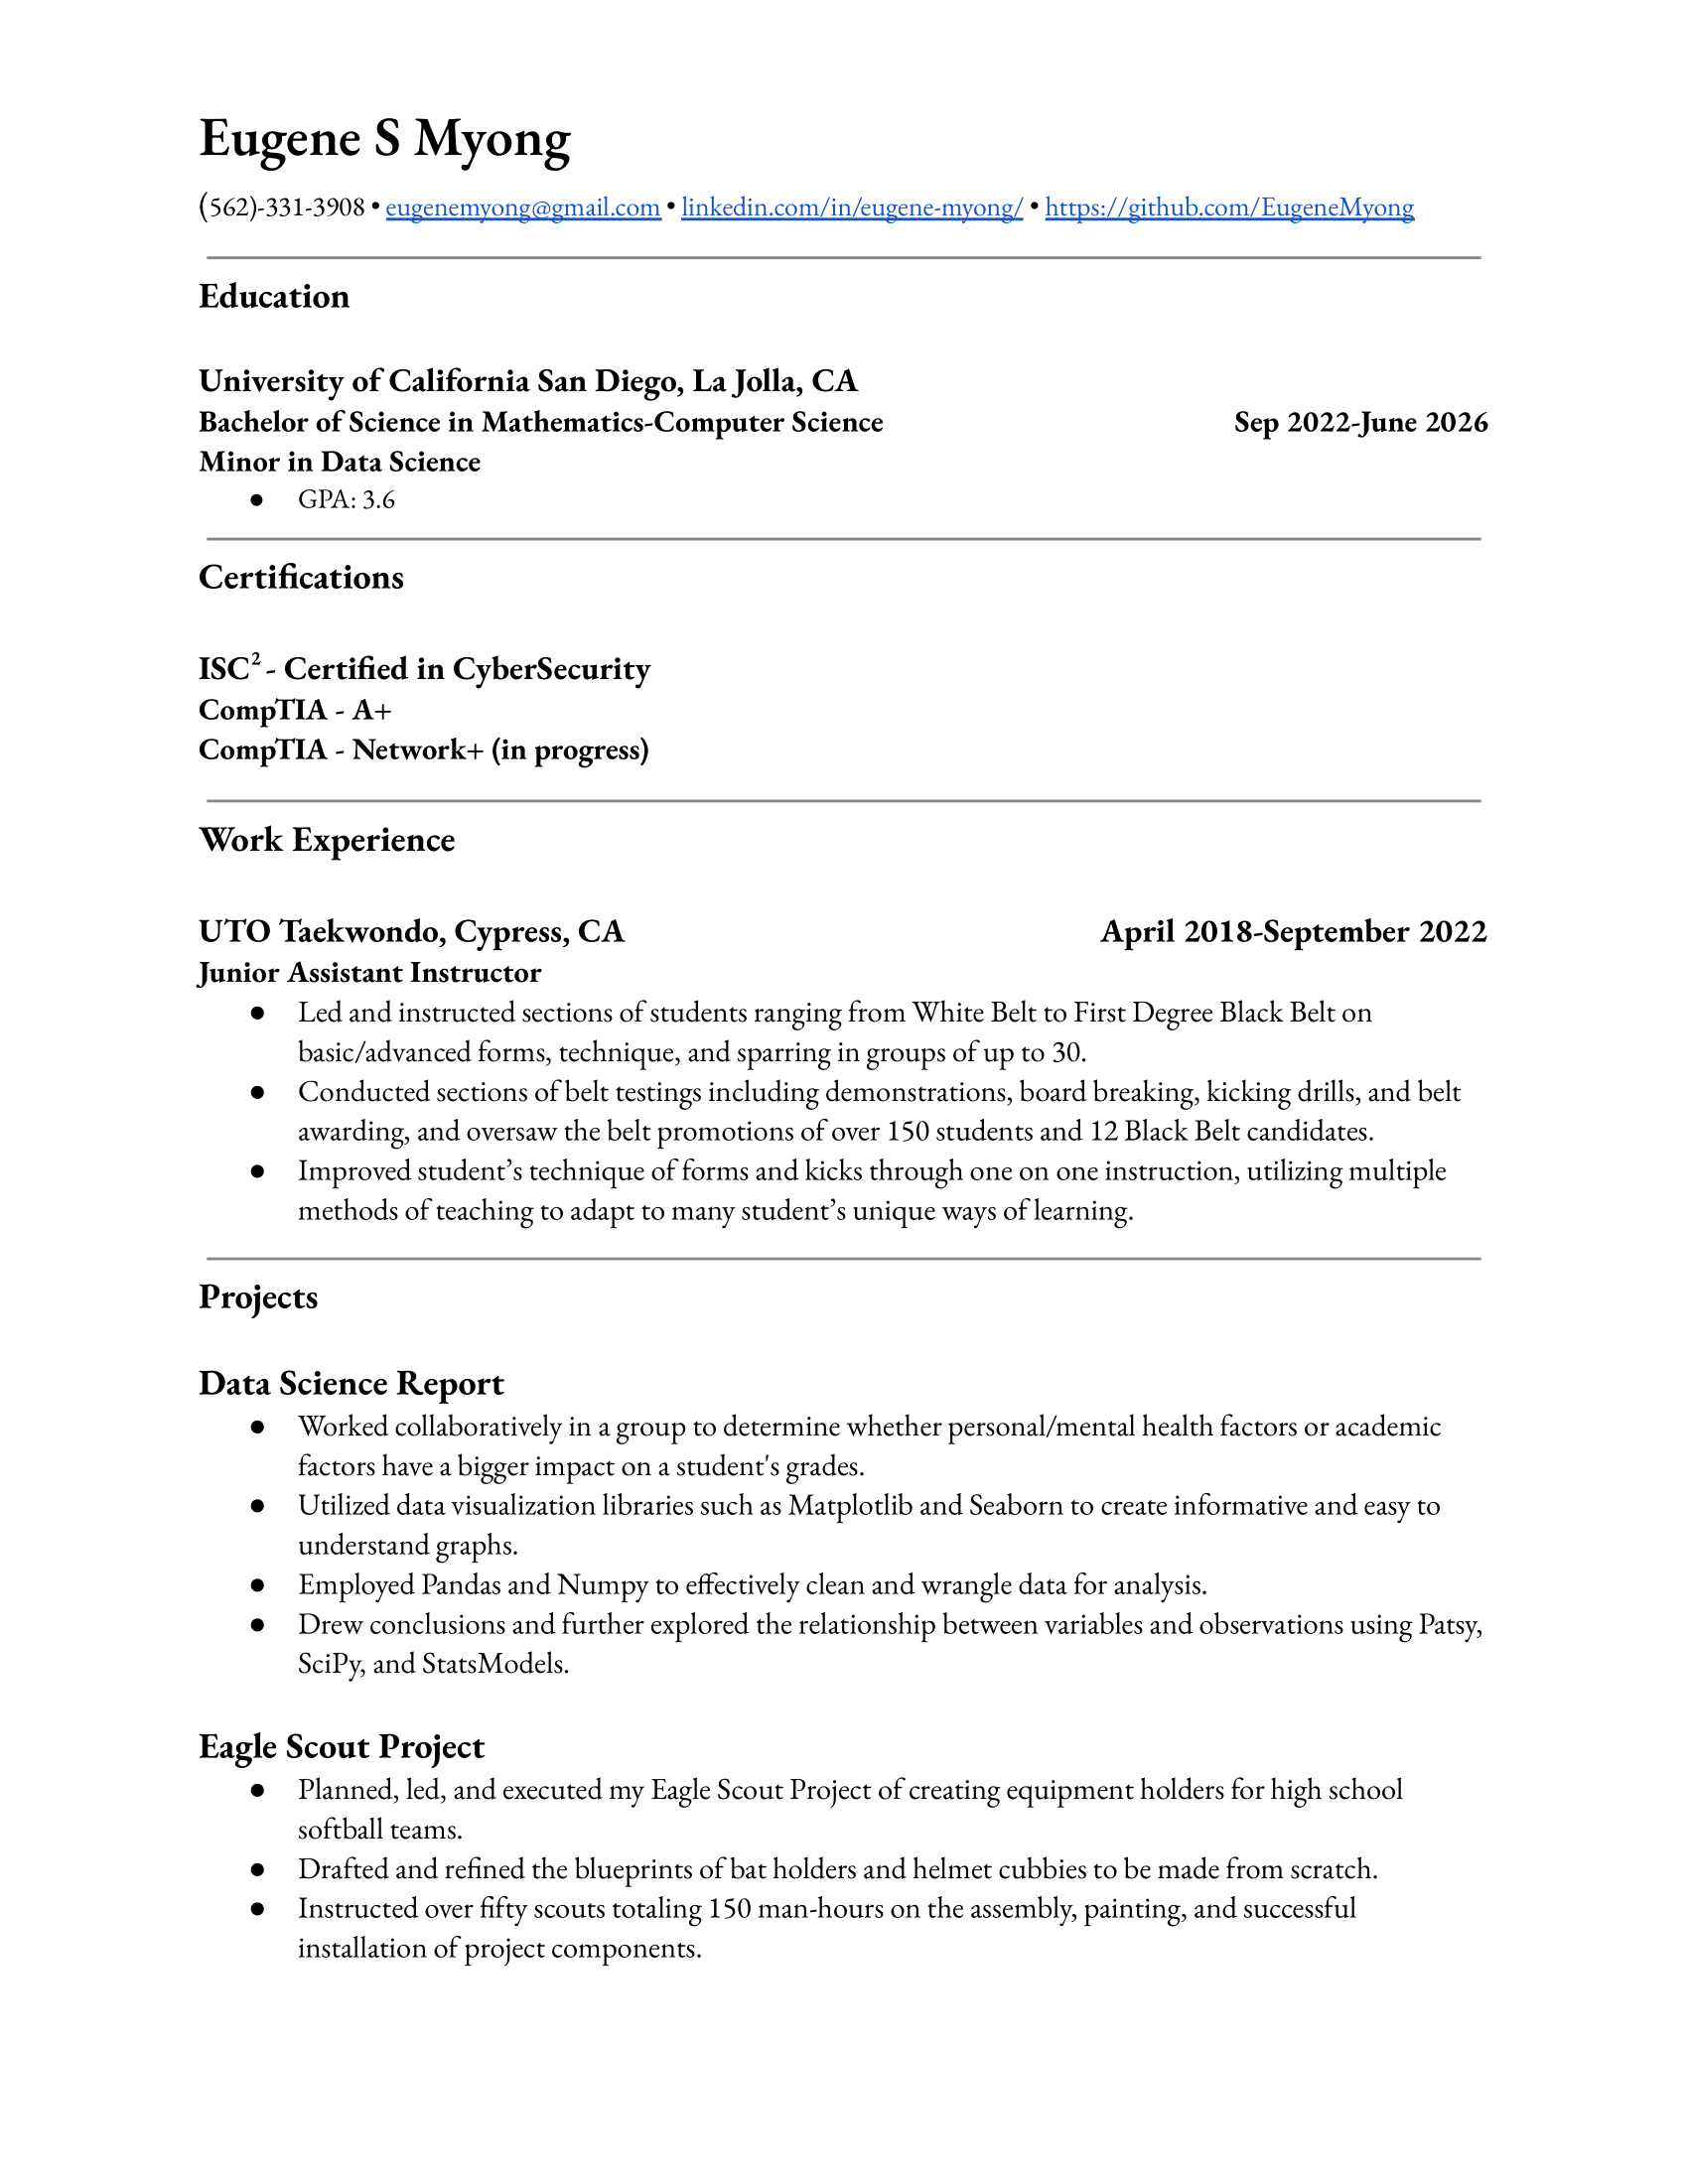 Eugene S Myong
(562)-331-3908 • eugenemyong@gmail.com • linkedin.com/in/eugene-myong/ • https://github.com/EugeneMyong
Education
University of California San Diego, La Jolla, CA
Bachelor of Science in Mathematics-Computer Science Sep 2022-June 2026
Minor in Data Science
● GPA: 3.6
Certifications
ISC² - Certified in CyberSecurity
CompTIA - A+
CompTIA - Network+ (in progress)
Work Experience
UTO Taekwondo, Cypress, CA April 2018-September 2022
Junior Assistant Instructor
● Led and instructed sections of students ranging from White Belt to First Degree Black Belt on
basic/advanced forms, technique, and sparring in groups of up to 30.
● Conducted sections of belt testings including demonstrations, board breaking, kicking drills, and belt
awarding, and oversaw the belt promotions of over 150 students and 12 Black Belt candidates.
● Improved student’s technique of forms and kicks through one on one instruction, utilizing multiple
methods of teaching to adapt to many student’s unique ways of learning.
Projects
Data Science Report
● Worked collaboratively in a group to determine whether personal/mental health factors or academic
factors have a bigger impact on a student's grades.
● Utilized data visualization libraries such as Matplotlib and Seaborn to create informative and easy to
understand graphs.
● Employed Pandas and Numpy to effectively clean and wrangle data for analysis.
● Drew conclusions and further explored the relationship between variables and observations using Patsy,
SciPy, and StatsModels.
Eagle Scout Project
● Planned, led, and executed my Eagle Scout Project of creating equipment holders for high school
softball teams.
● Drafted and refined the blueprints of bat holders and helmet cubbies to be made from scratch.
● Instructed over fifty scouts totaling 150 man-hours on the assembly, painting, and successful
installation of project components.